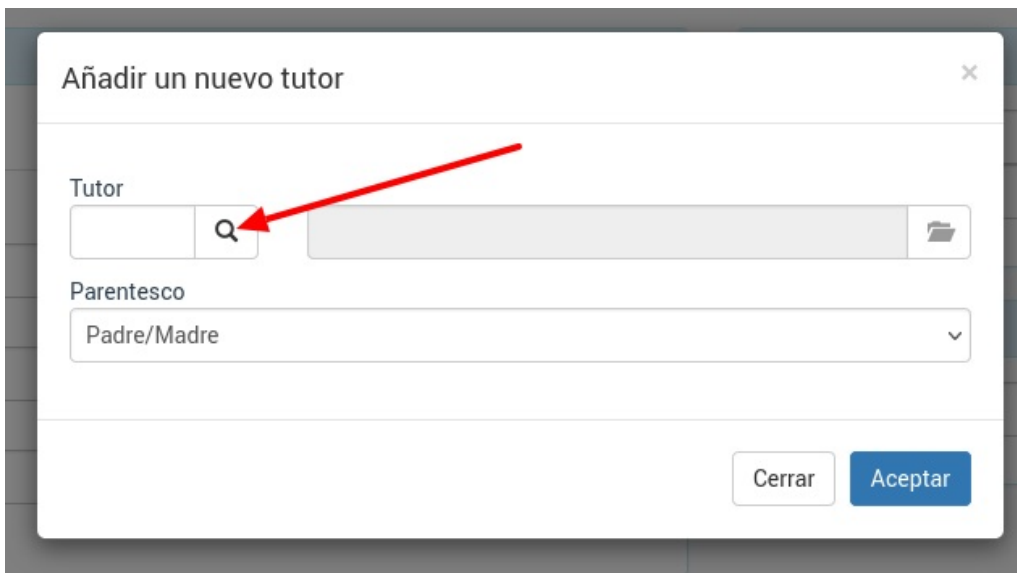 Añadir un nuevo tutor
Tutor
Parentesco
Padre/Madre
Cerrar
Aceptar